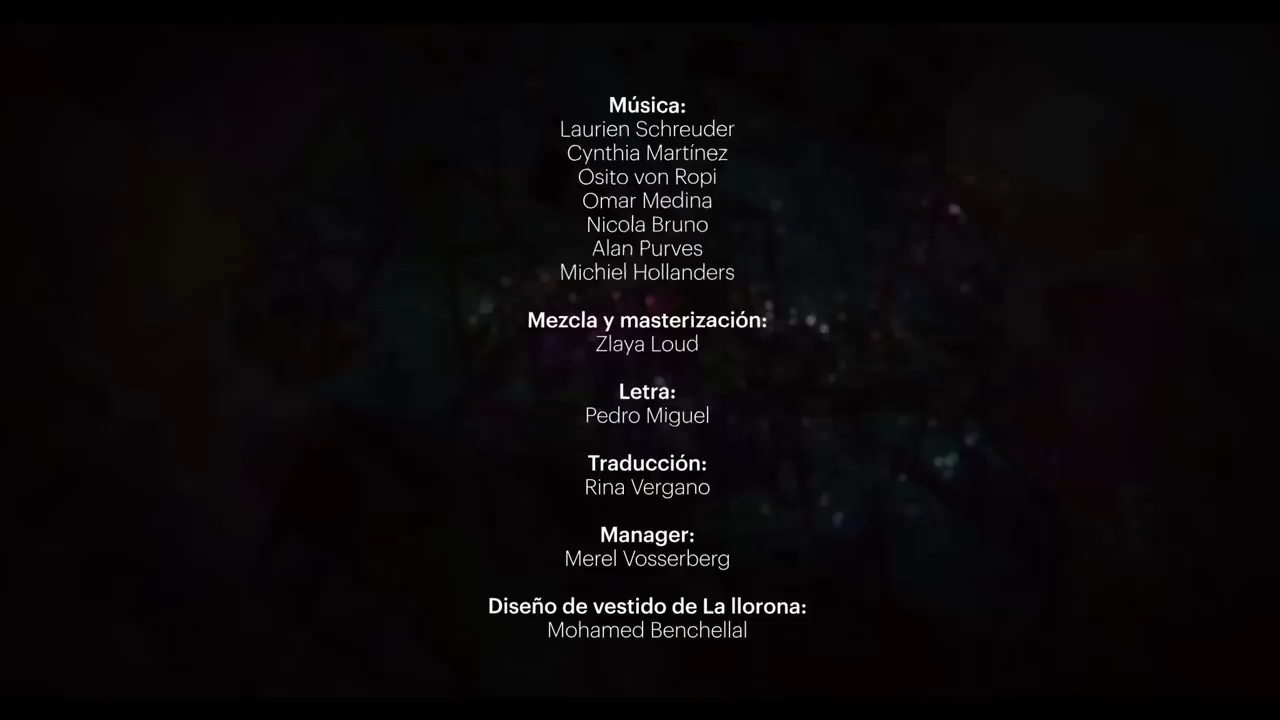 Música:
Laurien Schreuder
Cynthia Martínez
Osito von Ropi
Omar Medina
Nicola Bruno
Alan Purves
Michiel Hollanders
Mezcla y masterización:
Zlaya Loud
Letra:
Pedro Miguel
Traducción:
Rina Vergano
Manager:
Merel Vosserberg
Diseño de vestido de La llorona:
Mohamed Benchellal